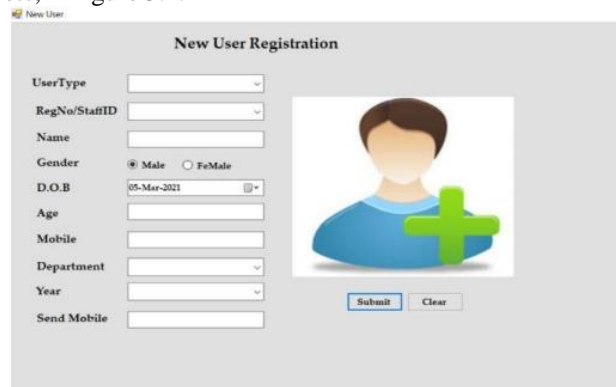 New User
New User Registration
UserType
RegNo/StaffID
Name
Gender Male FeMale
D.O.B 05-Mar-2021
Age
Mobile
Department
Year
Submit Clear
Send Mobile